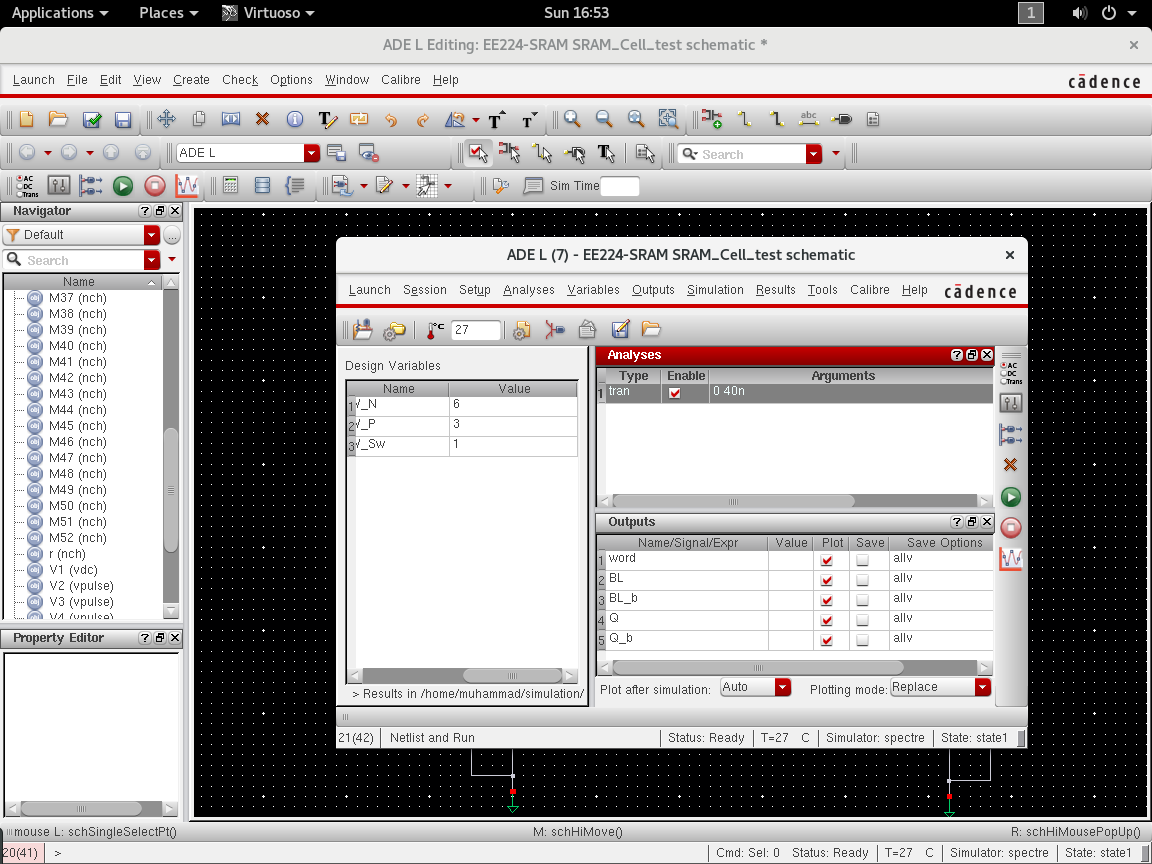 Applications Places Virtuoso Sun 16:53 1
ADE L Editing: EE224-SRAM SRAM_Cell_test schematic *
Launch File Edit View Create Check Options Window Calibre Help cādence
ADE L Search
AC DC Trans Sim Time
Navigator
Default ...
Search
Name
M37 (nch)
M38 (nch)
M39 (nch)
M40 (nch)
M41 (nch)
M42 (nch)
M43 (nch)
M44 (nch)
M45 (nch)
M46 (nch)
M47 (nch)
M48 (nch)
M49 (nch)
M50 (nch)
M51 (nch)
M52 (nch)
r (nch)
V1 (vdc)
V2 (vpulse)
V3 (vpulse)
V4 (vpulse)
Property Editor
ADE L (7) - EE224-SRAM SRAM_Cell_test schematic
Launch Session Setup Analyses Variables Outputs Simulation Results Tools Calibre Help cādence
°C 27
Design Variables
Name Value
1 _N 6
2 _P 3
3 _Sw 1
> Results in /home/muhammad/simulation/
Analyses
Type Enable Arguments
1 tran 0 40n
AC DC Trans
Outputs
Name/Signal/Expr Value Plot Save Save Options
1 word allv
2 BL allv
3 BL_b allv
4 Q allv
5 Q_b allv
Plot after simulation: Auto Plotting mode: Replace
21(42) Netlist and Run Status: Ready T=27 C Simulator: spectre State: state1
mouse L: schSingleSelectPt() M: schHiMove() R: schHiMousePopUp()
20(41) > Cmd: Sel: 0 Status: Ready T=27 C Simulator: spectre State: state1